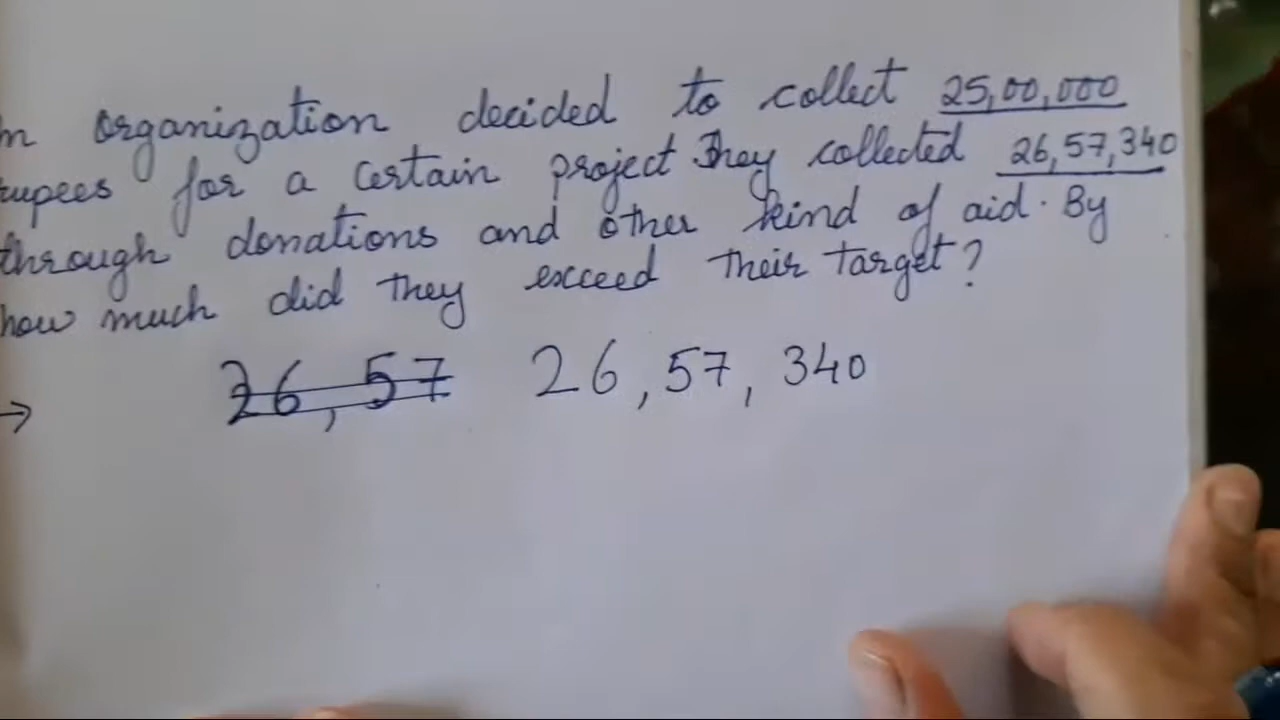 n organization decided to collect 25,00,000
rupees for a certain project. They collected 26,57,340
through donations and other kind of aid. By
how much did they exceed their target?
→ 26,57 26,57,340